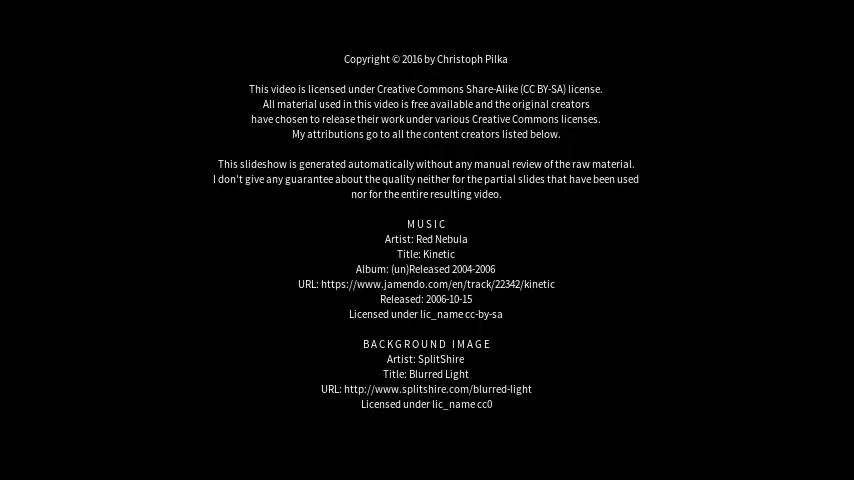 Copyright © 2016 by Christoph Pilka
This video is licensed under Creative Commons Share-Alike (CC BY-SA) license.
All material used in this video is free available and the original creators
have chosen to release their work under various Creative Commons licenses.
My attributions go to all the content creators listed below.
This slideshow is generated automatically without any manual review of the raw material.
I don't give any guarantee about the quality neither for the partial slides that have been used
nor for the entire resulting video.
MUSIC
Artist: Red Nebula
Title: Kinetic
Album: (un)Released 2004-2006
URL: https://www.jamendo.com/en/track/22342/kinetic
Released: 2006-10-15
Licensed under lic_name cc-by-sa
BACKGROUND IMAGE
Artist: SplitShire
Title: Blurred Light
URL: http://www.splitshire.com/blurred-light
Licensed under lic_name cc0